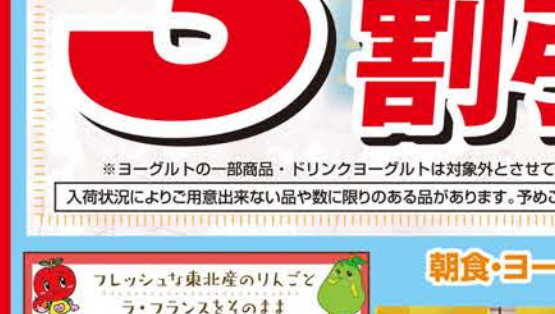 3割引
※ヨーグルトの一部商品・ドリンクヨーグルトは対象外とさせて
入荷状況によりご用意出来ない品や数に限りのある品があります。予めご
フレッシュな東北産のりんごと
ラ・フランスをそのまま
朝食・ヨー